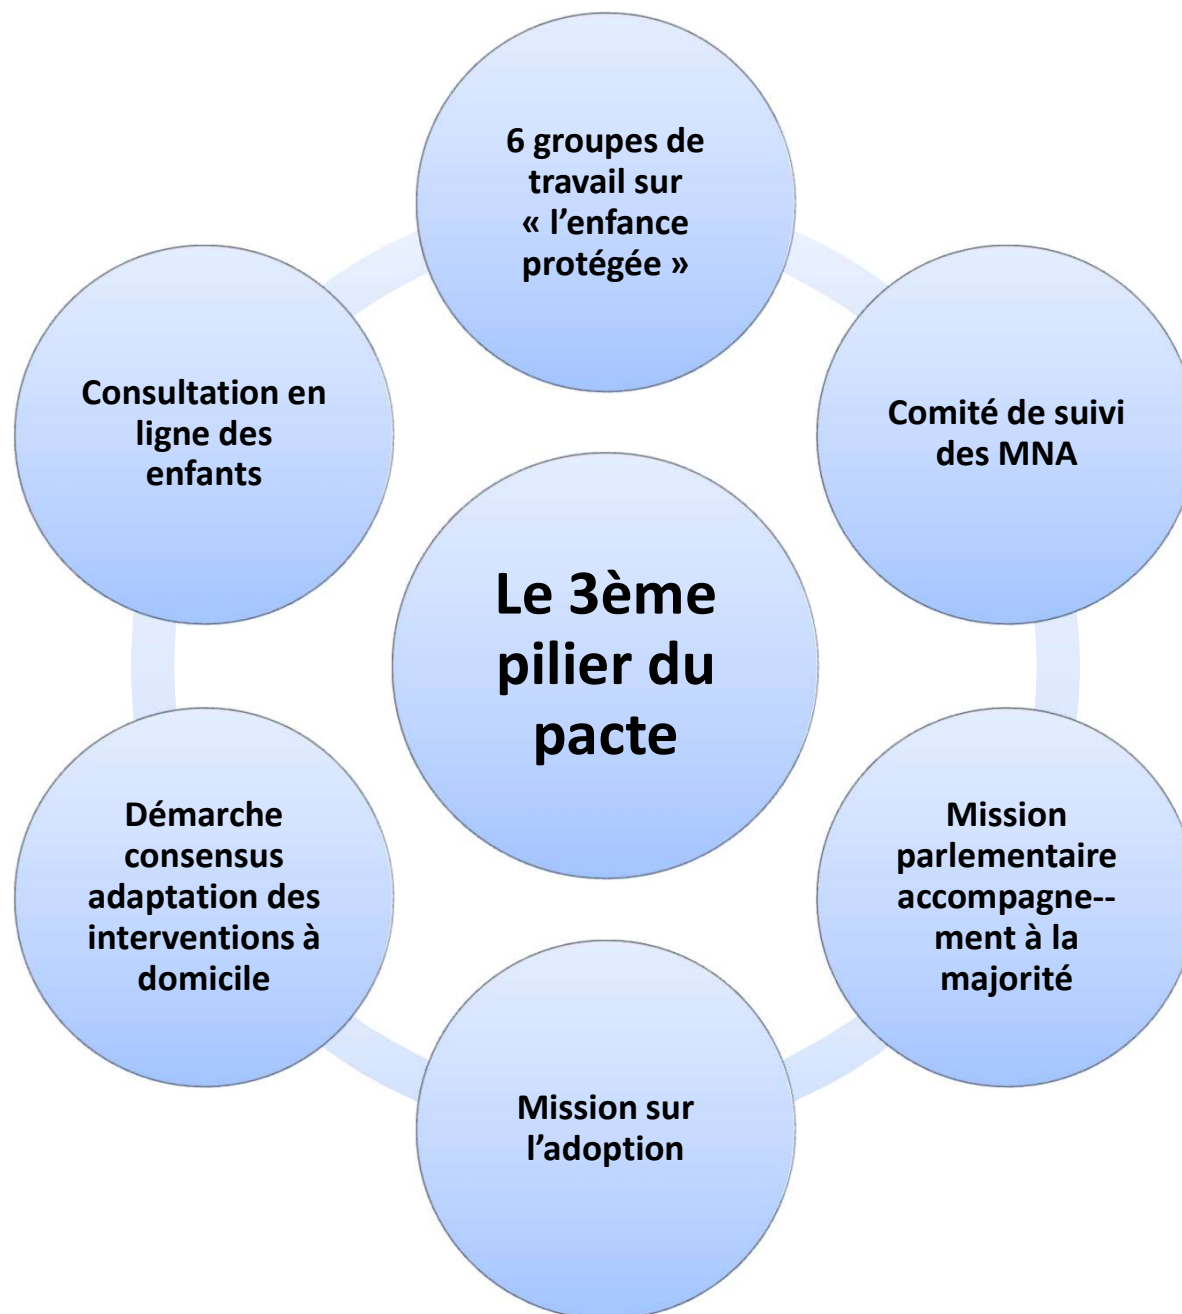 6 groupes de
travail sur
« l’enfance
protégée »
Comité de suivi
des MNA
Mission
parlementaire
accompagne--
ment à la
majorité
Mission sur
l’adoption
Démarche
consensus
adaptation des
interventions à
domicile
Consultation en
ligne des
enfants
Le 3ème
pilier du
pacte